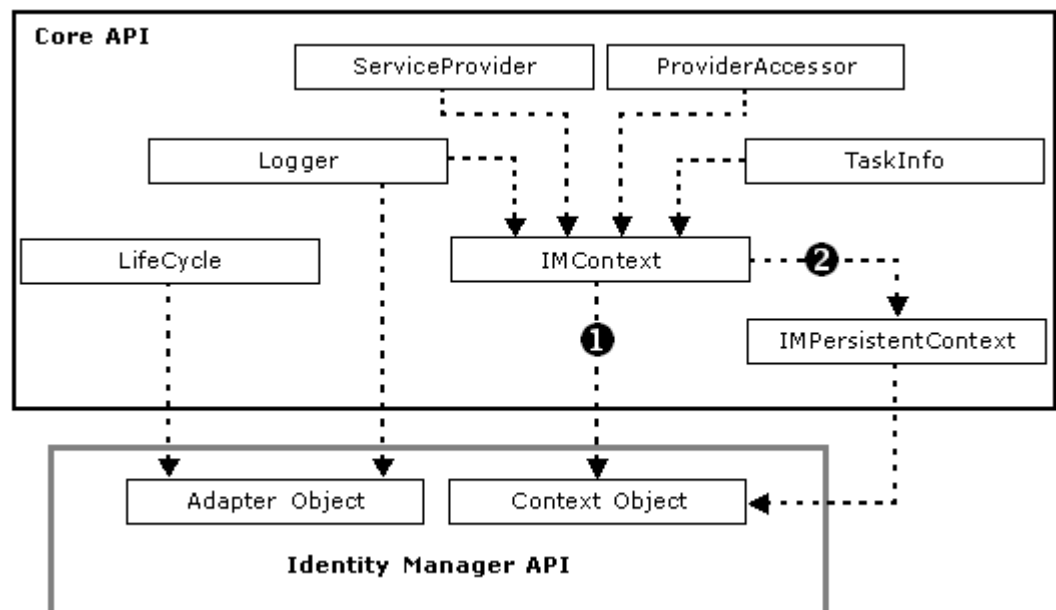 Core API
ServiceProvider
ProviderAccessor
Logger
TaskInfo
LifeCycle
IMContext
2
1
IMPersistentContext
Adapter Object
Context Object
Identity Manager API